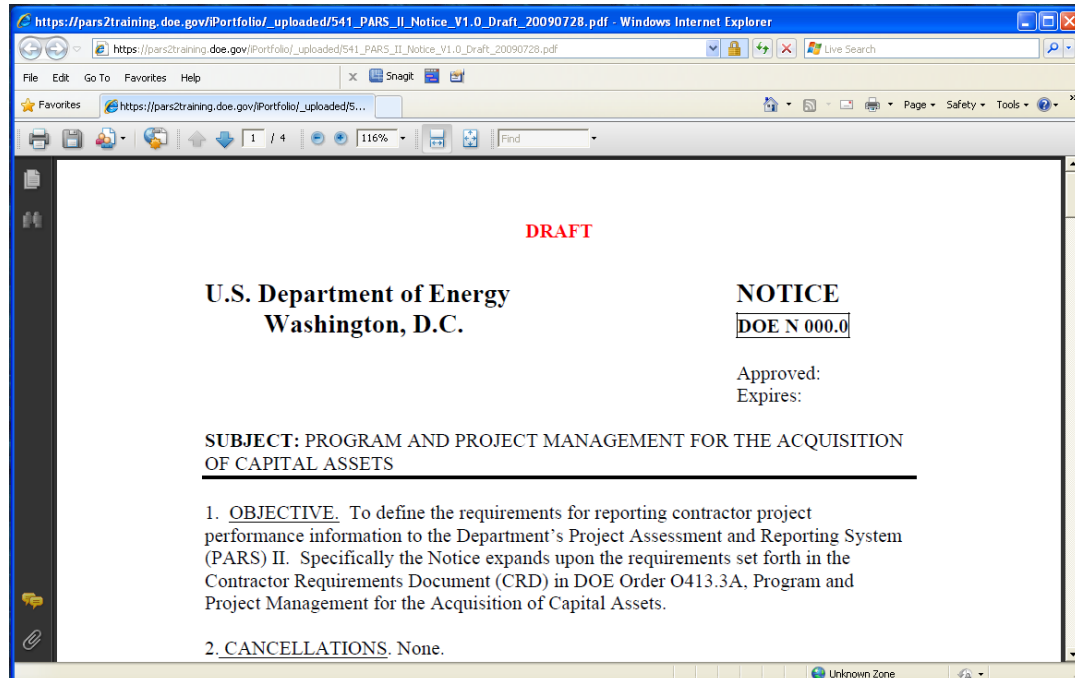 https://pars2training.doe.gov/iPortfolio/_uploaded/541_PARS_II_Notice_V1.0_Draft_20090728.pdf - Windows Internet Explorer
https://pars2training.doe.gov/iPortfolio/_uploaded/541_PARS_II_Notice_V1.0_Draft_20090728.pdf Live Search
File Edit Go To Favorites Help x Snagit
Favorites https://pars2training.doe.gov/iPortfolio/_uploaded/5... Page Safety Tools »
1 / 4 116% Find
DRAFT
U.S. Department of Energy NOTICE
Washington, D.C. DOE N 000.0
Approved:
Expires:
SUBJECT: PROGRAM AND PROJECT MANAGEMENT FOR THE ACQUISITION
OF CAPITAL ASSETS
1. OBJECTIVE. To define the requirements for reporting contractor project
performance information to the Department's Project Assessment and Reporting System
(PARS) II. Specifically the Notice expands upon the requirements set forth in the
Contractor Requirements Document (CRD) in DOE Order O413.3A, Program and
Project Management for the Acquisition of Capital Assets.
2. CANCELLATIONS. None.
Unknown Zone